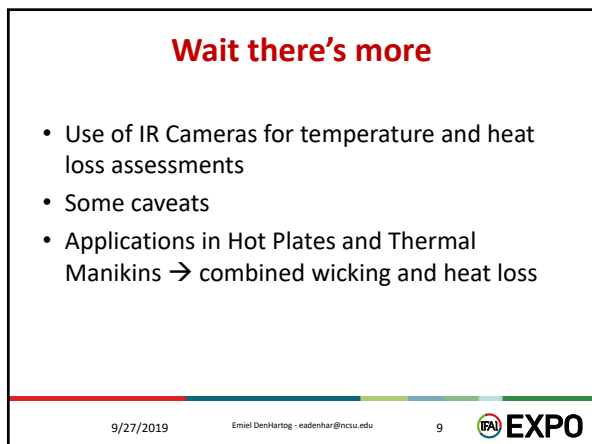 Wait there’s more
• Use of IR Cameras for temperature and heat
loss assessments
• Some caveats
• Applications in Hot Plates and Thermal
Manikins → combined wicking and heat loss
9/27/2019 Emiel DenHartog - eadenhar@ncsu.edu 9 IFAI EXPO